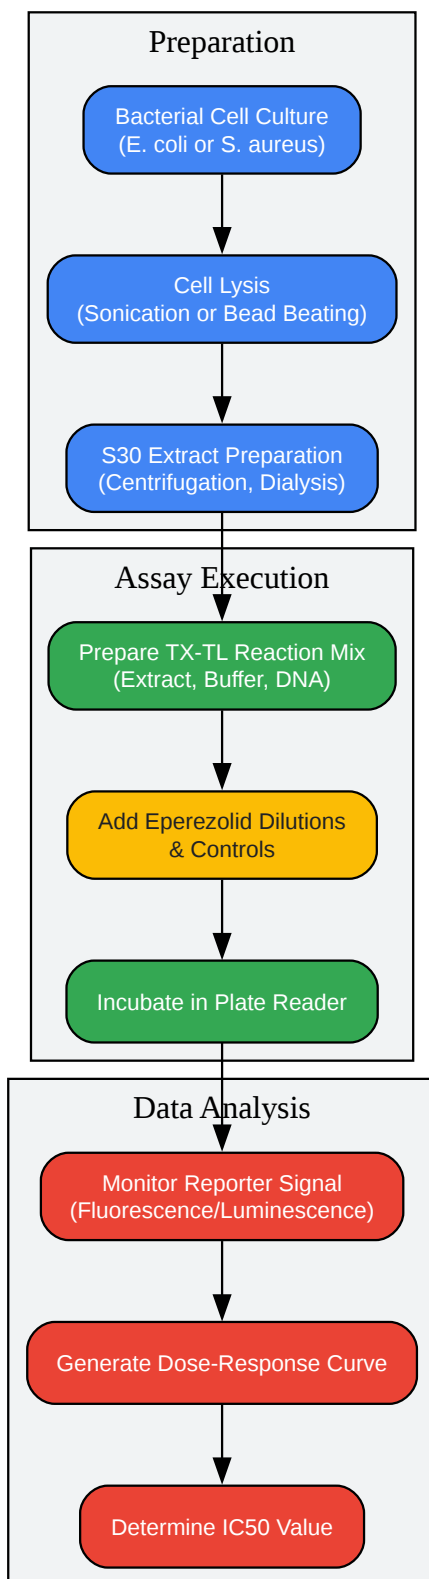 Preparation
Bacterial Cell Culture
(E. coli or S. aureus)
Cell Lysis
(Sonication or Bead Beating)
S30 Extract Preparation
(Centrifugation, Dialysis)
Assay Execution
Prepare TX-TL Reaction Mix
(Extract, Buffer, DNA)
Add Eperezolid Dilutions
& Controls
Incubate in Plate Reader
Data Analysis
Monitor Reporter Signal
(Fluorescence/Luminescence)
Generate Dose-Response Curve
Determine IC50 Value